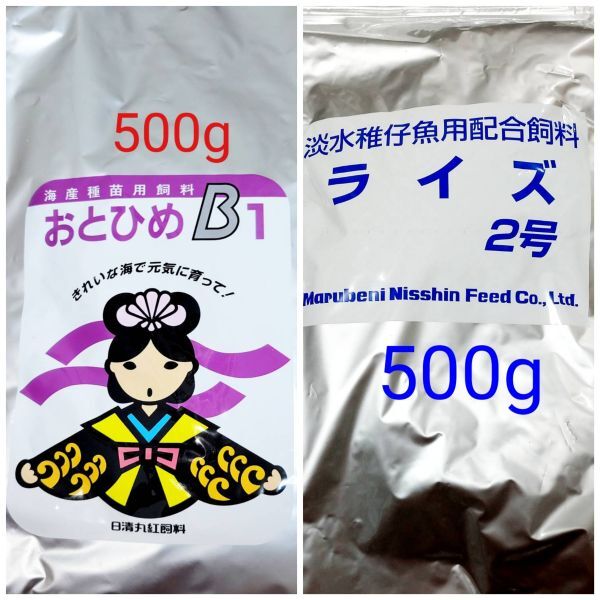 500g
海産種苗用飼料
おとひめ B1
きれいな海で元気に育って!
日清丸紅飼料
淡水稚仔魚用配合飼料
ライズ
2号
Marubeni Nisshin Feed Co., Ltd.
500g